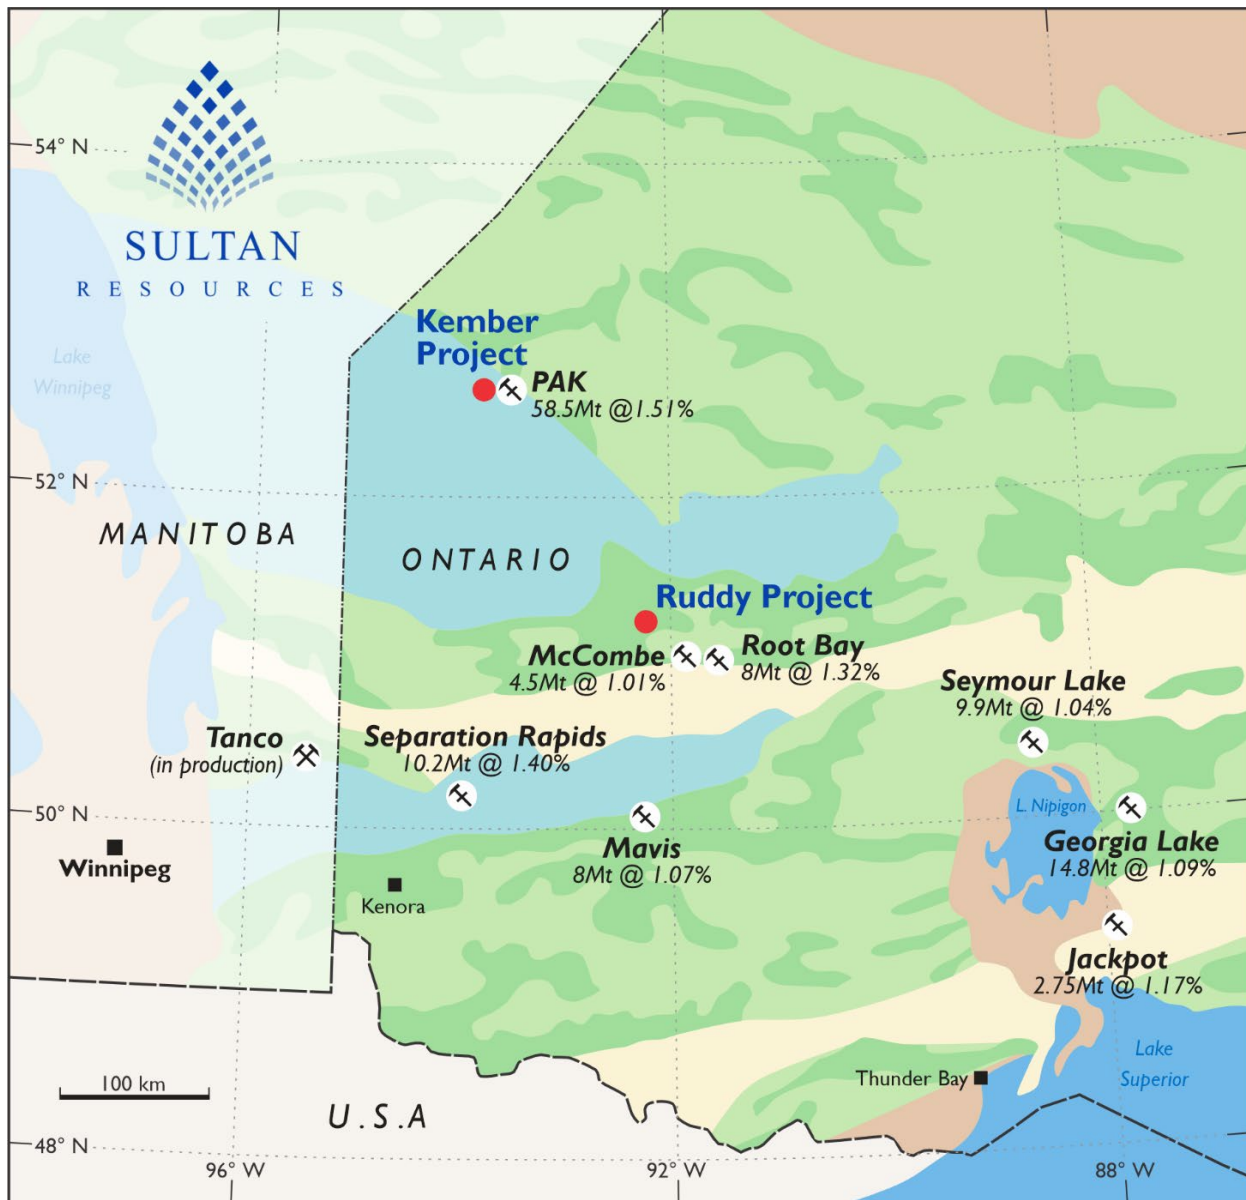 54° N
SULTAN
RESOURCES
Kember
Project
Lake
Winnipeg
PAK
58.5Mt @1.51%
52° N
MANITOBA
ONTARIO
Ruddy Project
McCombe
4.5Mt @ 1.01%
Root Bay
8Mt @ 1.32%
Seymour Lake
9.9Mt @ 1.04%
Tanco
(in production)
Separation Rapids
10.2Mt @ 1.40%
50° N
L. Nipigon
Winnipeg
Mavis
8Mt @ 1.07%
Georgia Lake
14.8Mt @ 1.09%
Kenora
Jackpot
2.75Mt @ 1.17%
100 km
Thunder Bay
Lake
Superior
U.S.A
48° N
96° W
92° W
88° W